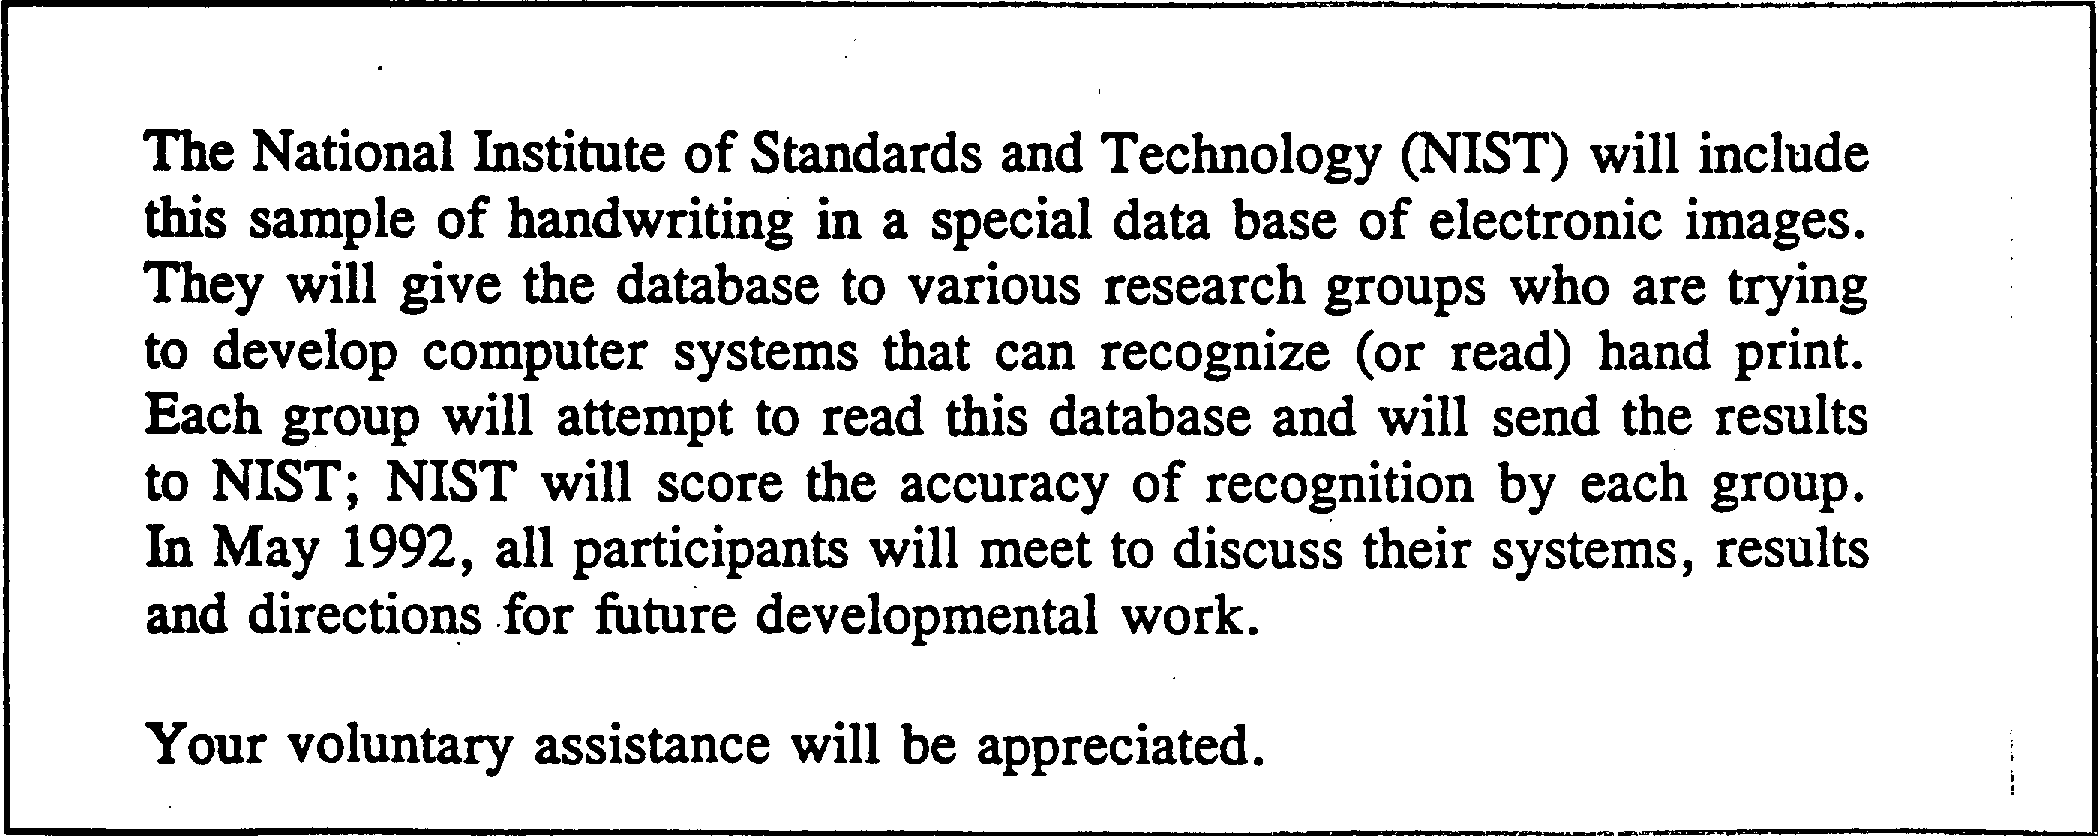 The National Institute of Standards and Technology (NIST) will include
this sample of handwriting in a special data base of electronic images.
They will give the database to various research groups who are trying
to develop computer systems that can recognize (or read) hand print.
Each group will attempt to read this database and will send the results
to NIST; NIST will score the accuracy of recognition by each group.
In May 1992, all participants will meet to discuss their systems, results
and directions for future developmental work.
Your voluntary assistance will be appreciated.